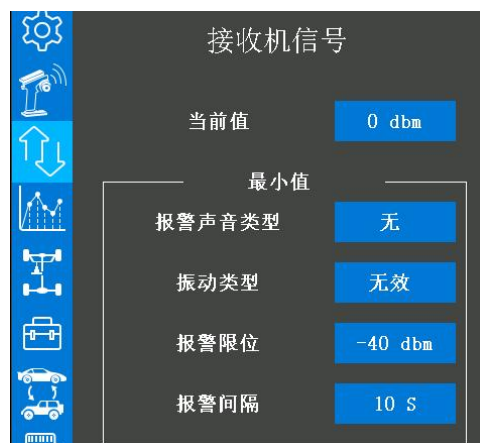 接收机信号
当前值 0 dbm
最小值
报警声音类型 无
振动类型 无效
报警限位 -40 dbm
报警间隔 10 S